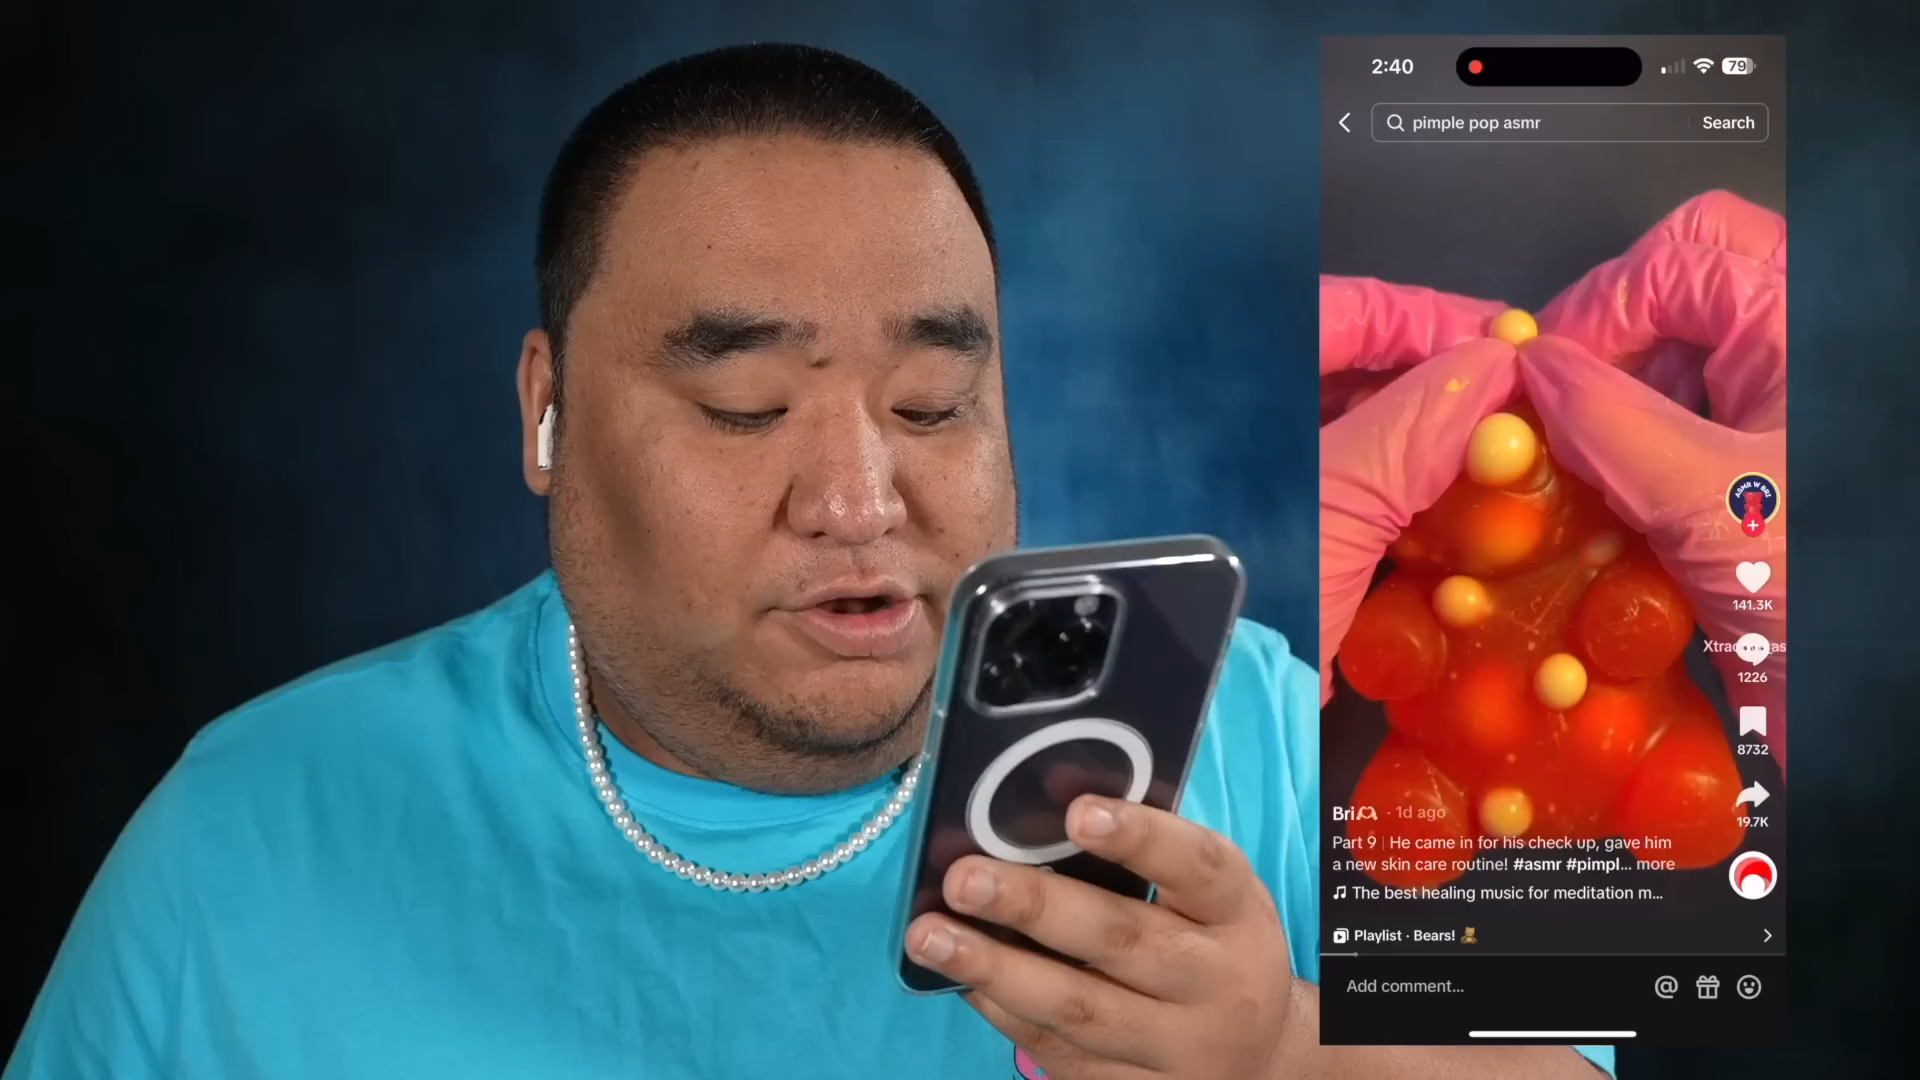 2:40
79
pimple pop asmr
Search
ASMR W BRI
141.3K
1226
8732
19.7K
Bri · 1d ago
Part 9 | He came in for his check up, gave him
a new skin care routine! #asmr #pimpl... more
The best healing music for meditation m...
Playlist · Bears!
Add comment...